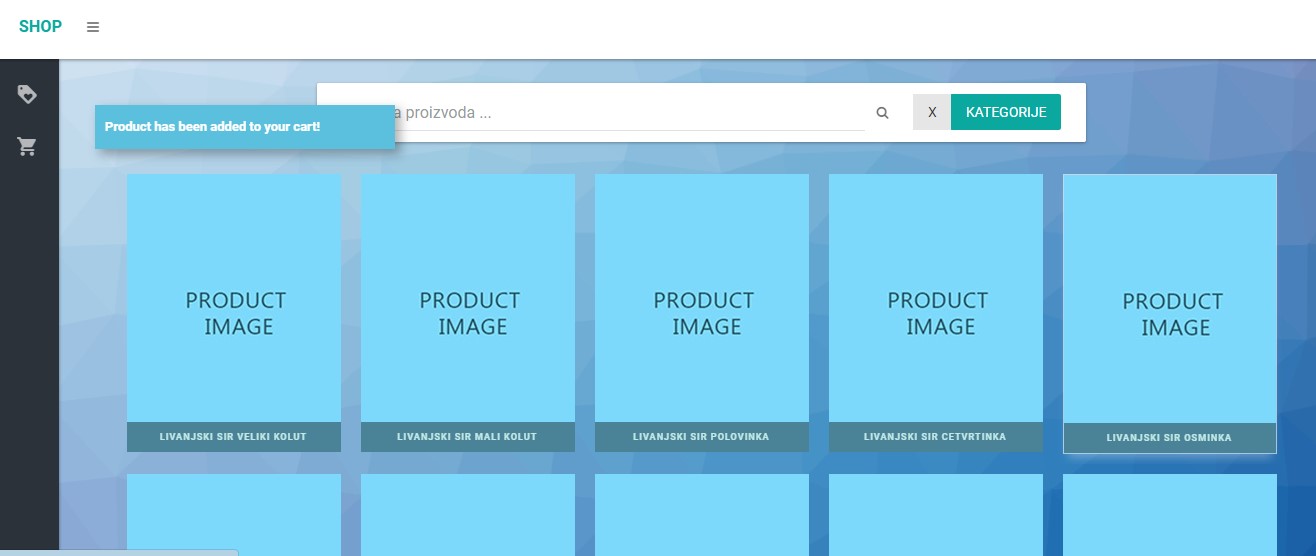 SHOP
a proizvoda ...
X
KATEGORIJE
Product has been added to your cart!
PRODUCT
IMAGE
PRODUCT
IMAGE
PRODUCT
IMAGE
PRODUCT
IMAGE
PRODUCT
IMAGE
LIVANJSKI SIR VELIKI KOLUT
LIVANJSKI SIR MALI KOLUT
LIVANJSKI SIR POLOVINKA
LIVANJSKI SIR CETVRTINKA
LIVANJSKI SIR OSMINKA